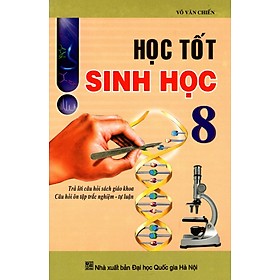 VÕ VĂN CHIẾN
HỌC TỐT
SINH HỌC
8
Trả lời câu hỏi sách giáo khoa
Câu hỏi ôn tập trắc nghiệm - tự luận
Nhà xuất bản Đại học Quốc gia Hà Nội